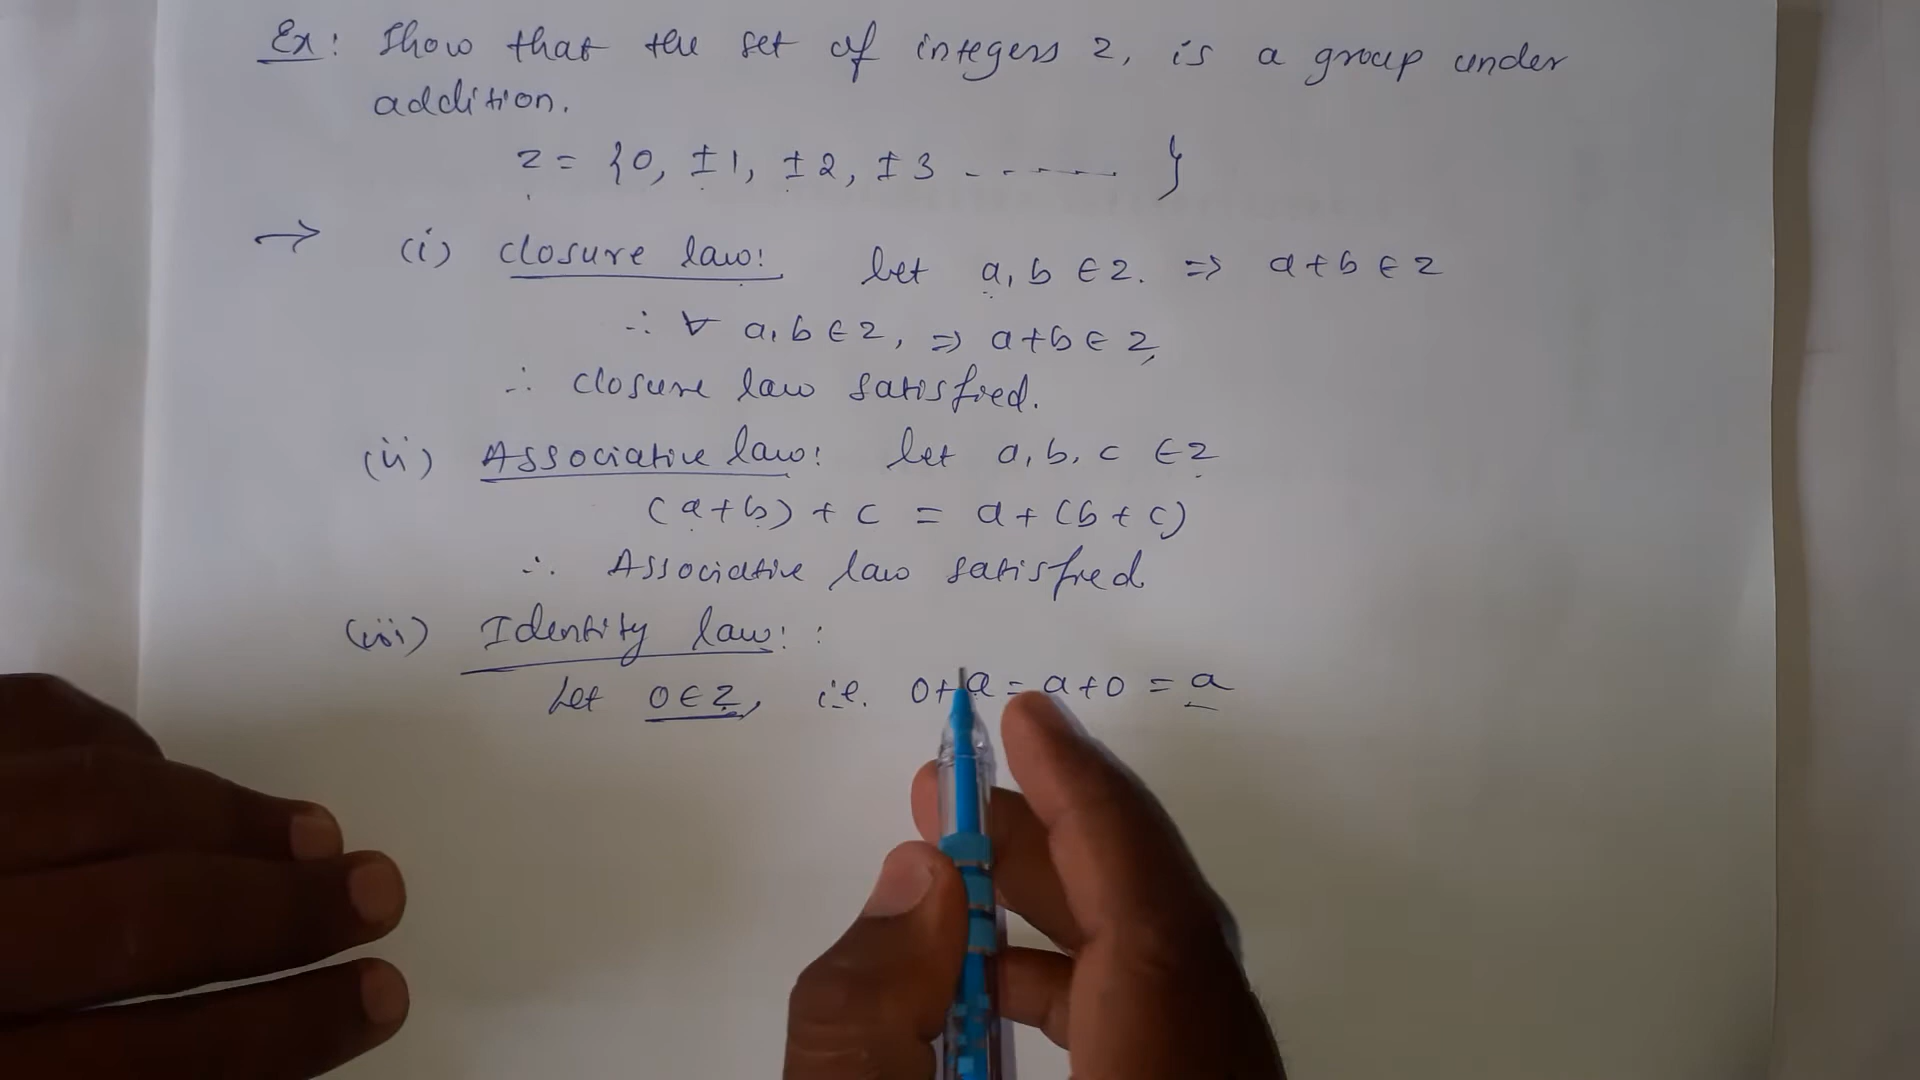 Ex: Show that the set of integers z, is a group under
addition.
z = {0, ±1, ±2, ±3 - - - - - - }
→ (i) closure law: let a, b ∈ z. ⇒ a+b ∈ z
∴ ∀ a, b ∈ z, ⇒ a+b ∈ z,
∴ closure law satisfied.
(ii) Associative law: let a, b, c ∈ z
(a+b) + c = a + (b + c)
∴ Associative law satisfied
(iii) Identity law: :
Let 0 ∈ z, i.e. 0+a = a+0 = a